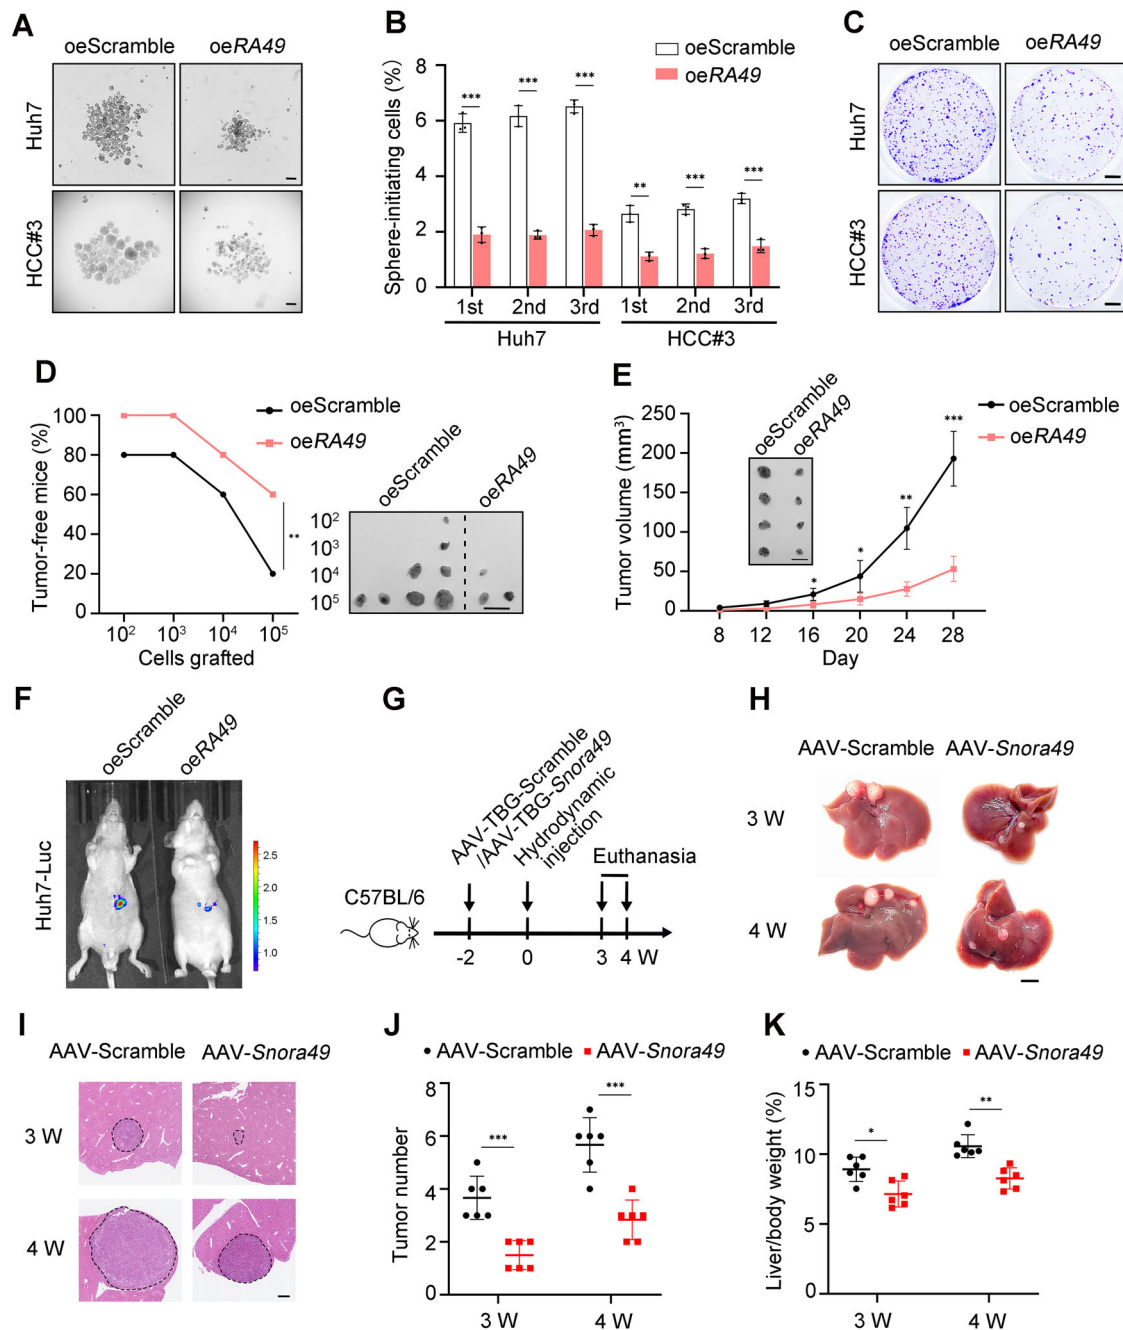 A
oeScramble oeRA49
Huh7
HCC#3
B
Sphere-initiating cells (%)
8
6
4
2
0
oeScramble
oeRA49
*** *** *** ** *** ***
1st 2nd 3rd 1st 2nd 3rd
Huh7 HCC#3
C
oeScramble oeRA49
Huh7
HCC#3
D
Tumor-free mice (%)
100
80
60
40
20
0
oeScramble
oeRA49
**
10² 10³ 10⁴ 10⁵
Cells grafted
oeScramble oeRA49
10²
10³
10⁴
10⁵
E
Tumor volume (mm³)
250
200
150
100
50
0
oeScramble oeRA49
oeScramble
oeRA49
* * ** ***
8 12 16 20 24 28
Day
F
oeScramble oeRA49
Huh7-Luc
2.5
2.0
1.5
1.0
G
AAV-TBG-Scramble
/AAV-TBG-Snora49
Hydrodynamic
injection
Euthanasia
C57BL/6
-2 0 3 4 W
H
AAV-Scramble AAV-Snora49
3 W
4 W
I
AAV-Scramble AAV-Snora49
3 W
4 W
J
AAV-Scramble AAV-Snora49
Tumor number
8
6
4
2
0
*** ***
3 W 4 W
K
AAV-Scramble AAV-Snora49
Liver/body weight (%)
15
10
5
0
* **
3 W 4 W